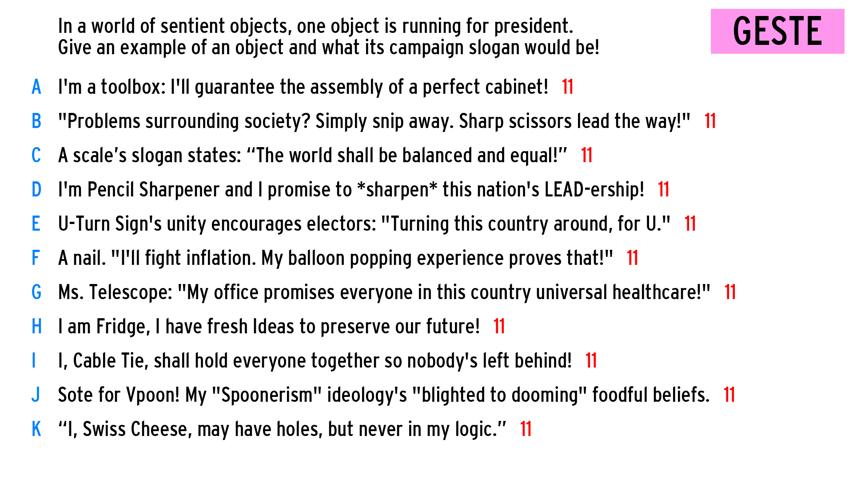 In a world of sentient objects, one object is running for president.
Give an example of an object and what its campaign slogan would be!
GESTE
A I'm a toolbox: I'll guarantee the assembly of a perfect cabinet! 11
B "Problems surrounding society? Simply snip away. Sharp scissors lead the way!" 11
C A scale’s slogan states: “The world shall be balanced and equal!” 11
D I'm Pencil Sharpener and I promise to *sharpen* this nation's LEAD-ership! 11
E U-Turn Sign's unity encourages electors: "Turning this country around, for U." 11
F A nail. "I'll fight inflation. My balloon popping experience proves that!" 11
G Ms. Telescope: "My office promises everyone in this country universal healthcare!" 11
H I am Fridge, I have fresh Ideas to preserve our future! 11
I I, Cable Tie, shall hold everyone together so nobody's left behind! 11
J Sote for Vpoon! My "Spoonerism" ideology's "blighted to dooming" foodful beliefs. 11
K “I, Swiss Cheese, may have holes, but never in my logic.” 11